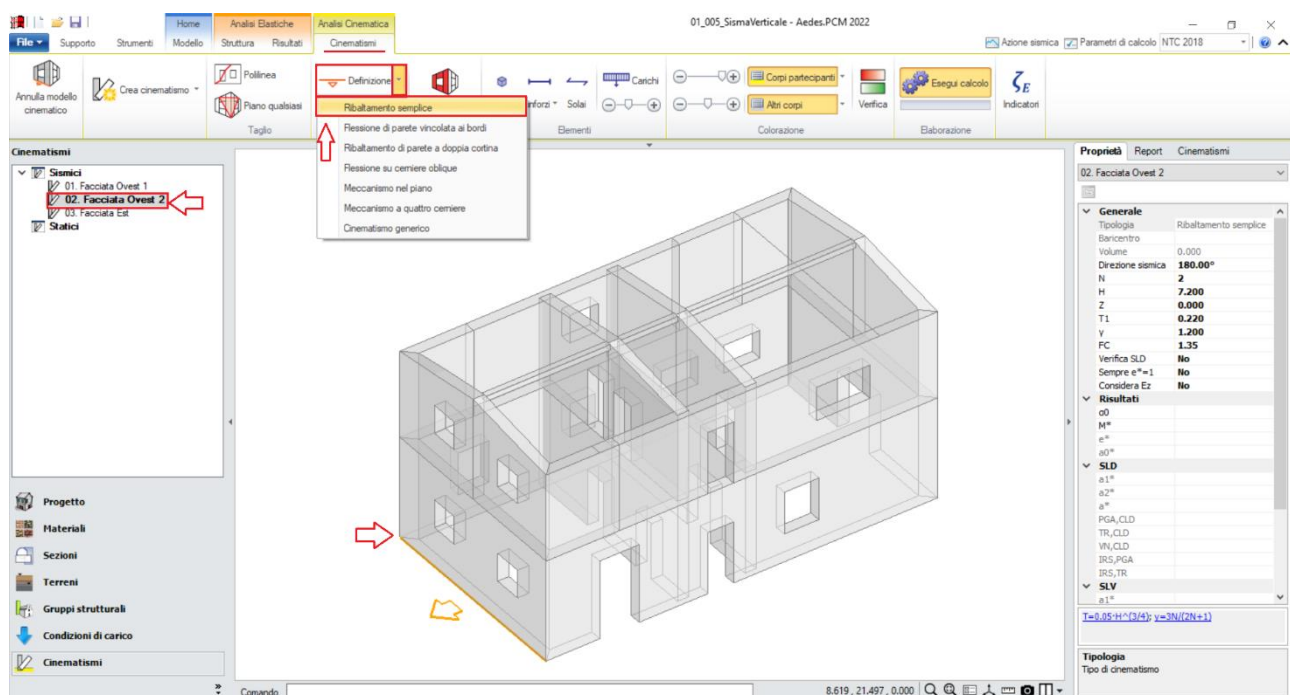 01_005_SismaVerticale - Aedes.PCM 2022
Home
Analisi Elastiche
Analisi Cinematica
File
Supporto
Strumenti
Modello
Struttura
Risultati
Cinematismi
Azione sismica
Parametri di calcolo
NTC 2018
Annulla modello
cinematico
Crea cinematismo
Polilinea
Piano qualsiasi
Taglio
Definizione
Ribaltamento semplice
Flessione di parete vincolata ai bordi
Ribaltamento di parete a doppia cortina
Flessione su cerniere oblique
Meccanismo nel piano
Meccanismo a quattro cerniere
Cinematismo generico
Solai
Carichi
Elementi
Corpi partecipanti
Altri corpi
Verifica
Colorazione
Esegui calcolo
Elaborazione
ζE
Indicatori
Cinematismi
Sismici
01. Facciata Ovest 1
02. Facciata Ovest 2
03. Facciata Est
Statici
Progetto
Materiali
Sezioni
Terreni
Gruppi strutturali
Condizioni di carico
Cinematismi
Comando
8.619 , 21.497 , 0.000
Proprietà
Report
Cinematismi
02. Facciata Ovest 2
Generale
Tipologia Ribaltamento semplice
Baricentro
Volume 0.000
Direzione sismica 180.00°
N 2
H 7.200
Z 0.000
T1 0.220
γ 1.200
FC 1.35
Verifica SLD No
Sempre e*=1 No
Considera Ez No
Risultati
α0
M*
e*
a0*
SLD
a1*
a2*
a*
PGA,CLD
TR,CLD
VN,CLD
IRS,PGA
IRS,TR
SLV
a1*
T=0.05·H^(3/4); γ=3N/(2N+1)
Tipologia
Tipo di cinematismo